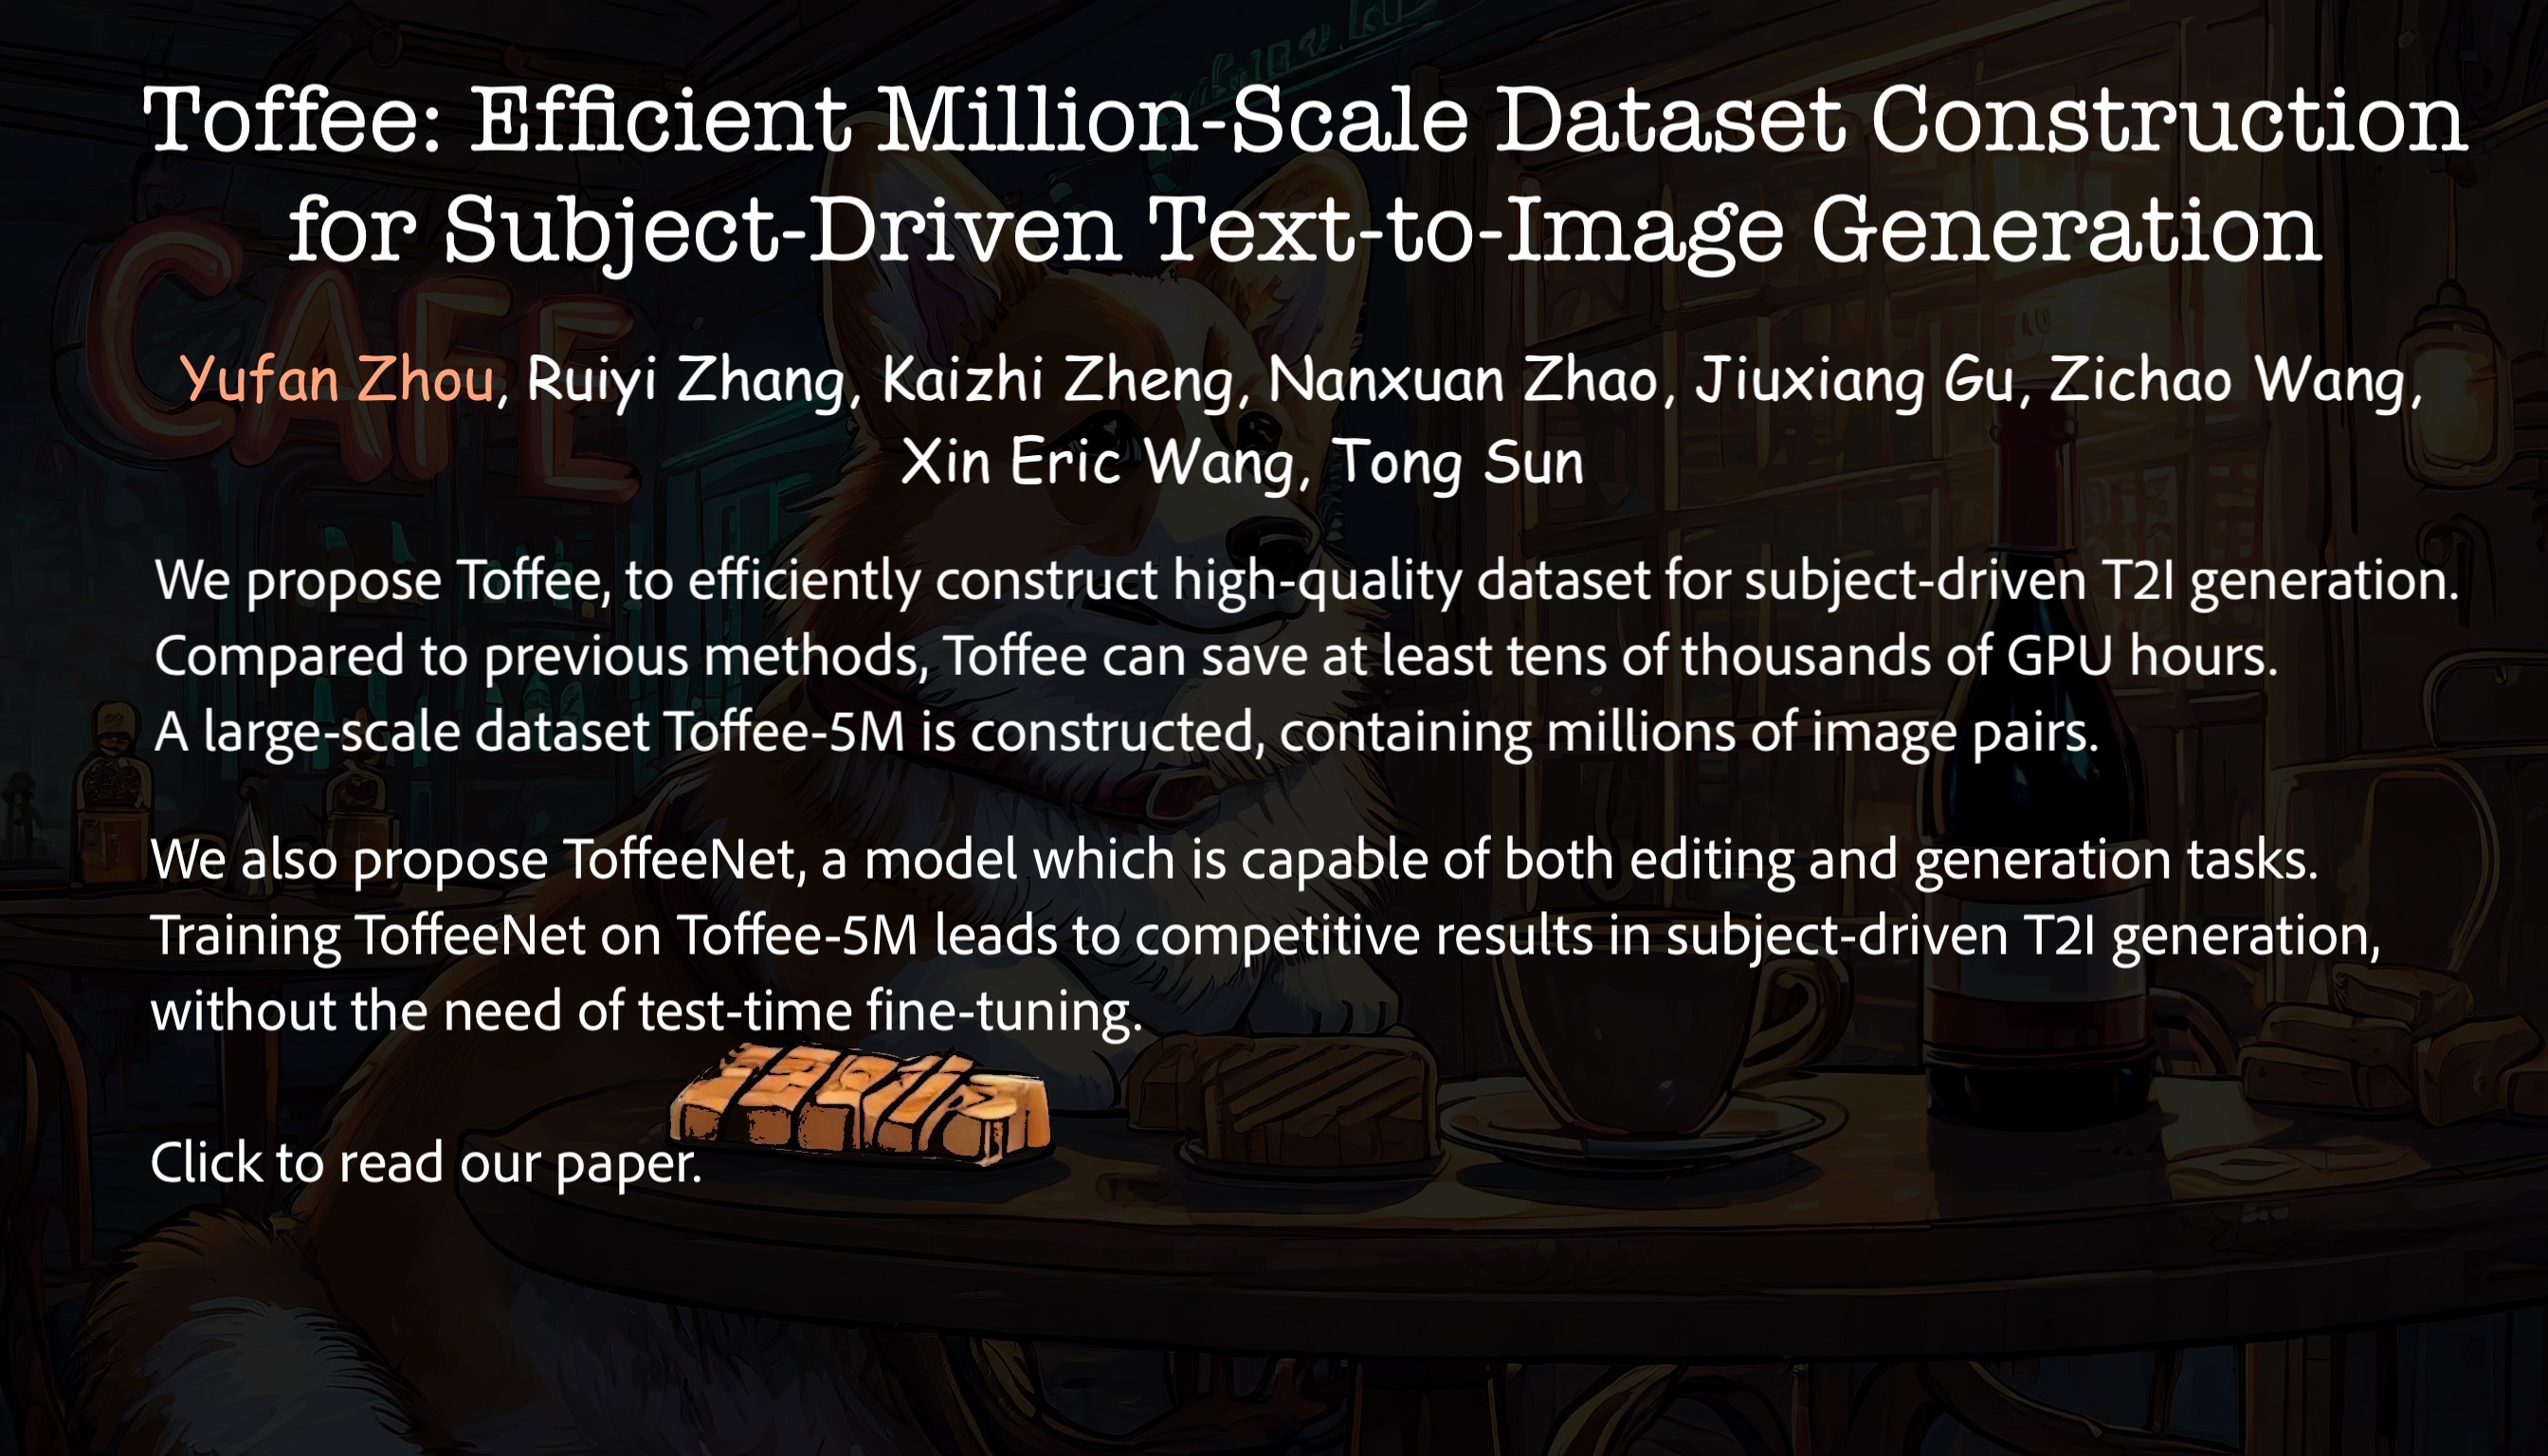 Toffee: Efficient Million-Scale Dataset Construction
for Subject-Driven Text-to-Image Generation
CAFE
Yufan Zhou, Ruiyi Zhang, Kaizhi Zheng, Nanxuan Zhao, Jiuxiang Gu, Zichao Wang,
Xin Eric Wang, Tong Sun
We propose Toffee, to efficiently construct high-quality dataset for subject-driven T2I generation.
Compared to previous methods, Toffee can save at least tens of thousands of GPU hours.
A large-scale dataset Toffee-5M is constructed, containing millions of image pairs.
We also propose ToffeeNet, a model which is capable of both editing and generation tasks.
Training ToffeeNet on Toffee-5M leads to competitive results in subject-driven T2I generation,
without the need of test-time fine-tuning.
Click to read our paper.